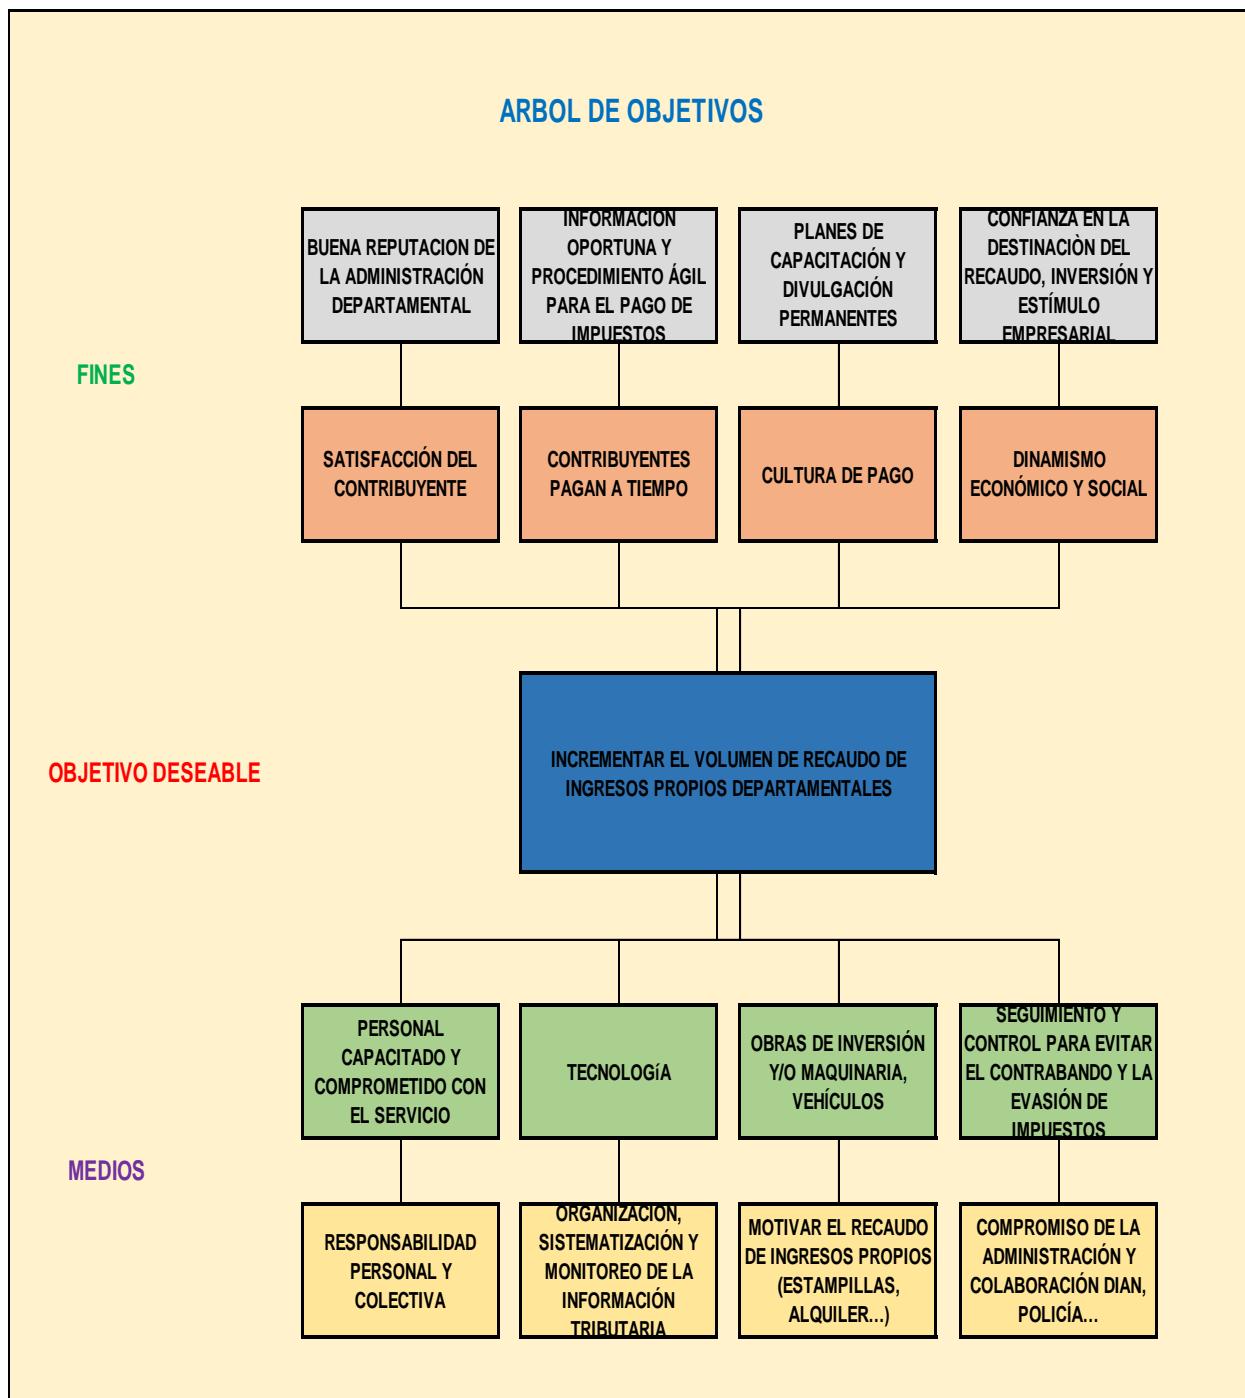 ARBOL DE OBJETIVOS
BUENA REPUTACION DE
LA ADMINISTRACIÓN
DEPARTAMENTAL
INFORMACION
OPORTUNA Y
PROCEDIMIENTO ÁGIL
PARA EL PAGO DE
IMPUESTOS
PLANES DE
CAPACITACIÓN Y
DIVULGACIÓN
PERMANENTES
CONFIANZA EN LA
DESTINACIÒN DEL
RECAUDO, INVERSIÓN Y
ESTÍMULO
EMPRESARIAL
FINES
SATISFACCIÓN DEL
CONTRIBUYENTE
CONTRIBUYENTES
PAGAN A TIEMPO
CULTURA DE PAGO
DINAMISMO
ECONÓMICO Y SOCIAL
OBJETIVO DESEABLE
INCREMENTAR EL VOLUMEN DE RECAUDO DE
INGRESOS PROPIOS DEPARTAMENTALES
PERSONAL
CAPACITADO Y
COMPROMETIDO CON
EL SERVICIO
TECNOLOGíA
OBRAS DE INVERSIÓN
Y/O MAQUINARIA,
VEHÍCULOS
SEGUIMIENTO Y
CONTROL PARA EVITAR
EL CONTRABANDO Y LA
EVASIÓN DE
IMPUESTOS
MEDIOS
RESPONSABILIDAD
PERSONAL Y
COLECTIVA
ORGANIZACION,
SISTEMATIZACIÓN Y
MONITOREO DE LA
INFORMACIÓN
TRIBUTARIA
MOTIVAR EL RECAUDO
DE INGRESOS PROPIOS
(ESTAMPILLAS,
ALQUILER…)
COMPROMISO DE LA
ADMINISTRACIÓN Y
COLABORACIÓN DIAN,
POLICÍA…